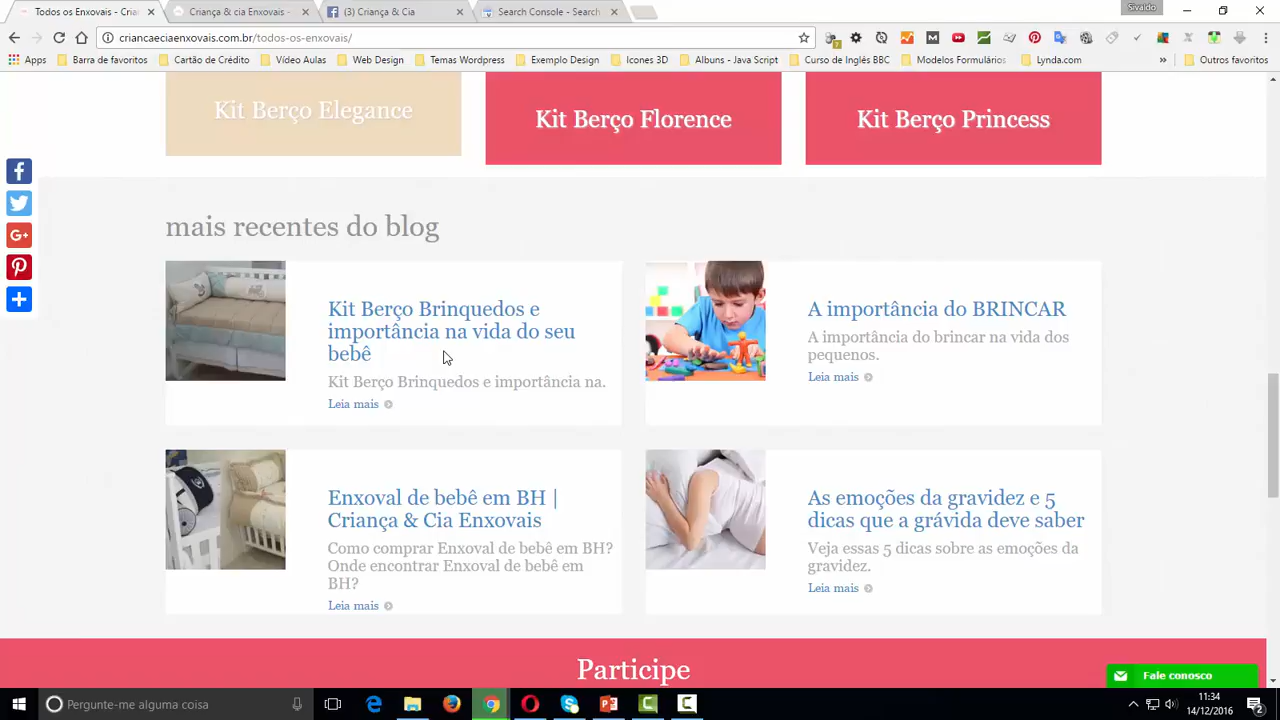 Todos os Enxovais - Crian
Criança & cia Enxovais -
(3) Criança & Cia
Search Console - Search
Sivaldo
criancaeciaenxovais.com.br/todos-os-enxovais/
Apps
Barra de favoritos
Cartão de Crédito
Vídeo Aulas
Web Design
Temas Wordpress
Exemplo Design
Icones 3D
Albuns - Java Script
Curso de Inglês BBC
Modelos Formulários
Lynda.com
»
Outros favoritos
Kit Berço Elegance
Kit Berço Florence
Kit Berço Princess
mais recentes do blog
Kit Berço Brinquedos e
importância na vida do seu
bebê
Kit Berço Brinquedos e importância na.
Leia mais
A importância do BRINCAR
A importância do brincar na vida dos
pequenos.
Leia mais
Enxoval de bebê em BH |
Criança & Cia Enxovais
Como comprar Enxoval de bebê em BH?
Onde encontrar Enxoval de bebê em
BH?
Leia mais
As emoções da gravidez e 5
dicas que a grávida deve saber
Veja essas 5 dicas sobre as emoções da
gravidez.
Leia mais
Participe
Fale conosco
Pergunte-me alguma coisa
11:34
14/12/2016